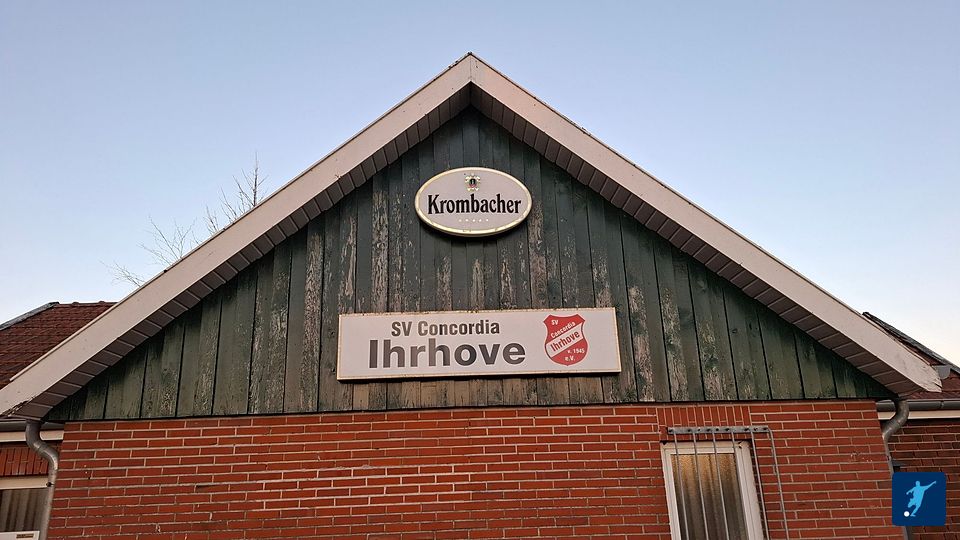 Krombacher
SV Concordia
Ihrhove
SV
Concordia
Ihrhove
v. 1945
e.V.